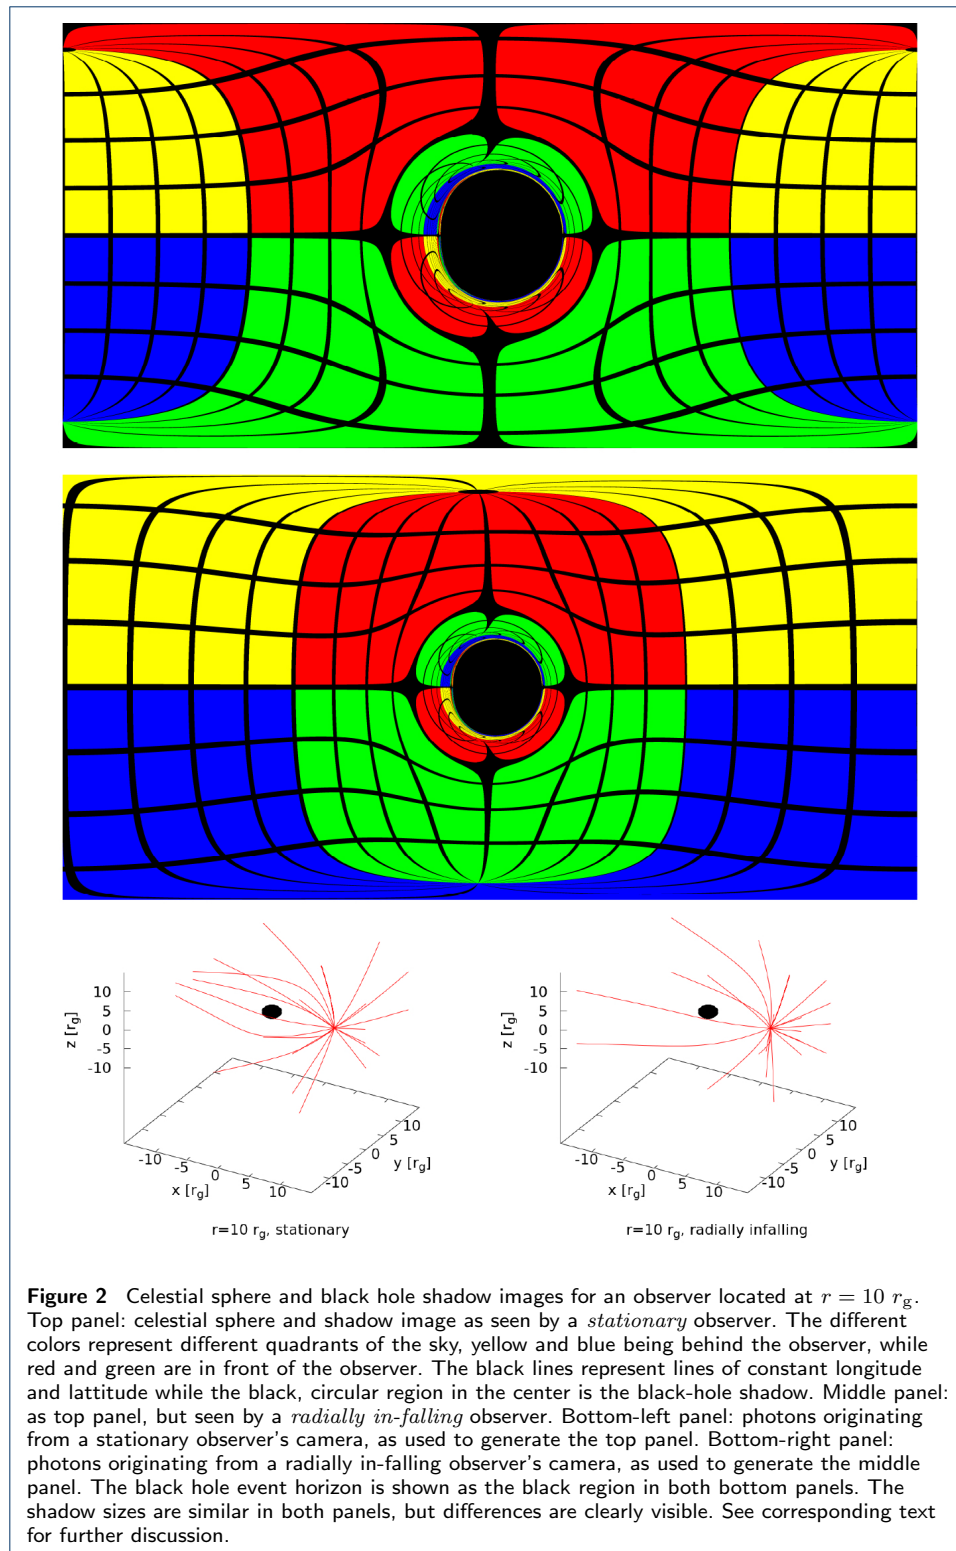 10
5
0
-5
-10
z [rg]
-10
-5
0
5
10
x [rg]
-10
-5
0
5
10
y [rg]
r=10 rg, stationary
10
5
0
-5
-10
z [rg]
-10
-5
0
5
10
x [rg]
-10
-5
0
5
10
y [rg]
r=10 rg, radially infalling
Figure 2 Celestial sphere and black hole shadow images for an observer located at r = 10 rg.
Top panel: celestial sphere and shadow image as seen by a stationary observer. The different
colors represent different quadrants of the sky, yellow and blue being behind the observer, while
red and green are in front of the observer. The black lines represent lines of constant longitude
and lattitude while the black, circular region in the center is the black-hole shadow. Middle panel:
as top panel, but seen by a radially in-falling observer. Bottom-left panel: photons originating
from a stationary observer's camera, as used to generate the top panel. Bottom-right panel:
photons originating from a radially in-falling observer's camera, as used to generate the middle
panel. The black hole event horizon is shown as the black region in both bottom panels. The
shadow sizes are similar in both panels, but differences are clearly visible. See corresponding text
for further discussion.